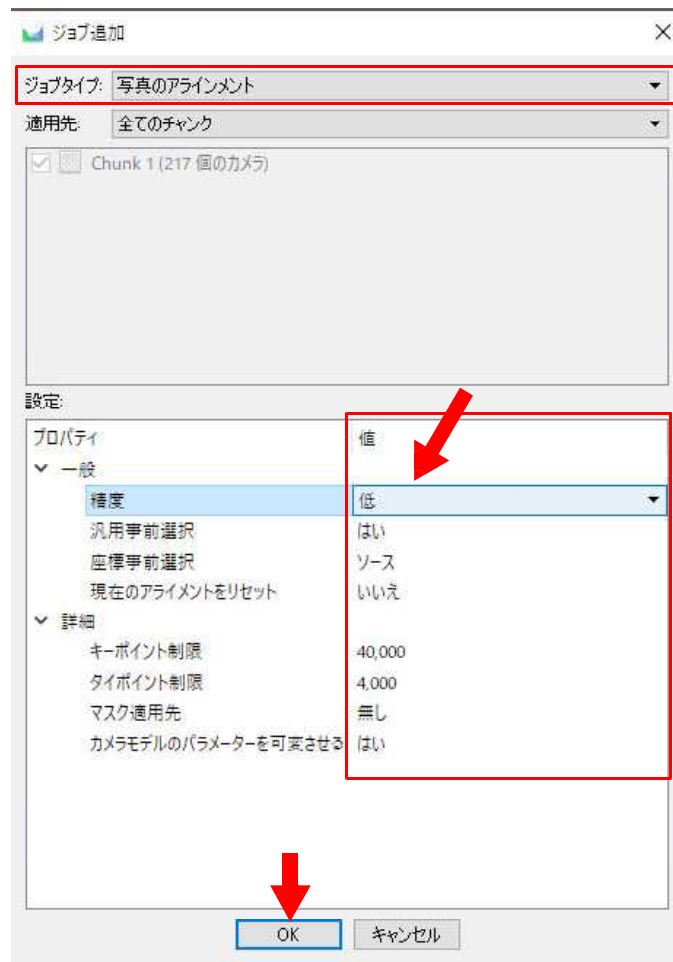 ジョブ追加
ジョブタイプ: 写真のアラインメント
適用先: 全てのチャンク
Chunk 1 (217 個のカメラ)
設定:
プロパティ 値
一般
精度 低
汎用事前選択 はい
座標事前選択 ソース
現在のアライメントをリセット いいえ
詳細
キーポイント制限 40,000
タイポイント制限 4,000
マスク適用先 無し
カメラモデルのパラメーターを可変させる はい
OK キャンセル